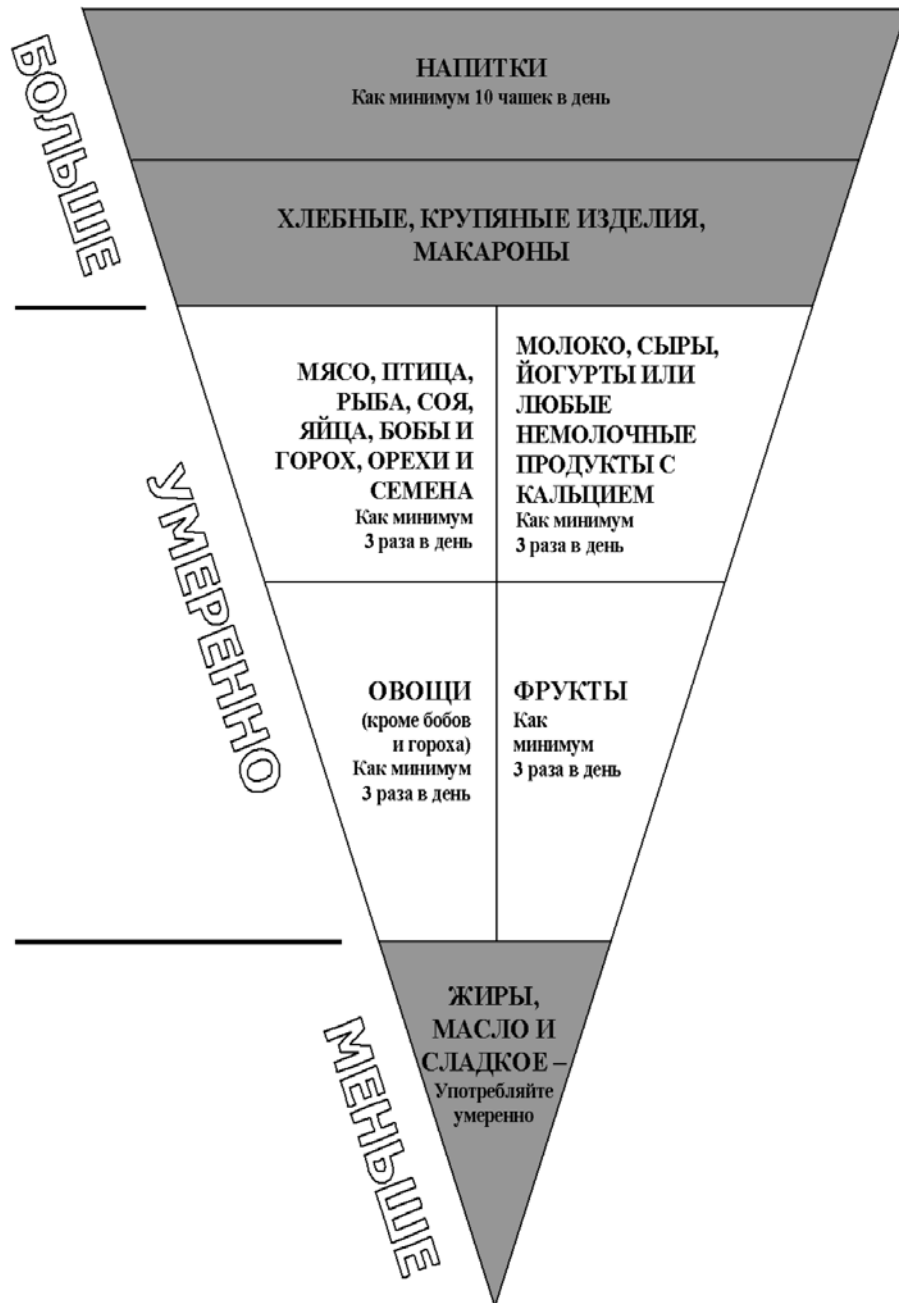 БОЛЬШЕ
НАПИТКИ
Как минимум 10 чашек в день
ХЛЕБНЫЕ, КРУПЯНЫЕ ИЗДЕЛИЯ,
МАКАРОНЫ
УМЕРЕННО
МЯСО, ПТИЦА,
РЫБА, СОЯ,
ЯЙЦА, БОБЫ И
ГОРОХ, ОРЕХИ И
СЕМЕНА
Как минимум
3 раза в день
МОЛОКО, СЫРЫ,
ЙОГУРТЫ ИЛИ
ЛЮБЫЕ
НЕМОЛОЧНЫЕ
ПРОДУКТЫ С
КАЛЬЦИЕМ
Как минимум
3 раза в день
ОВОЩИ
(кроме бобов
и гороха)
Как минимум
3 раза в день
ФРУКТЫ
Как
минимум
3 раза в день
МЕНЬШЕ
ЖИРЫ,
МАСЛО И
СЛАДКОЕ –
Употребляйте
умеренно